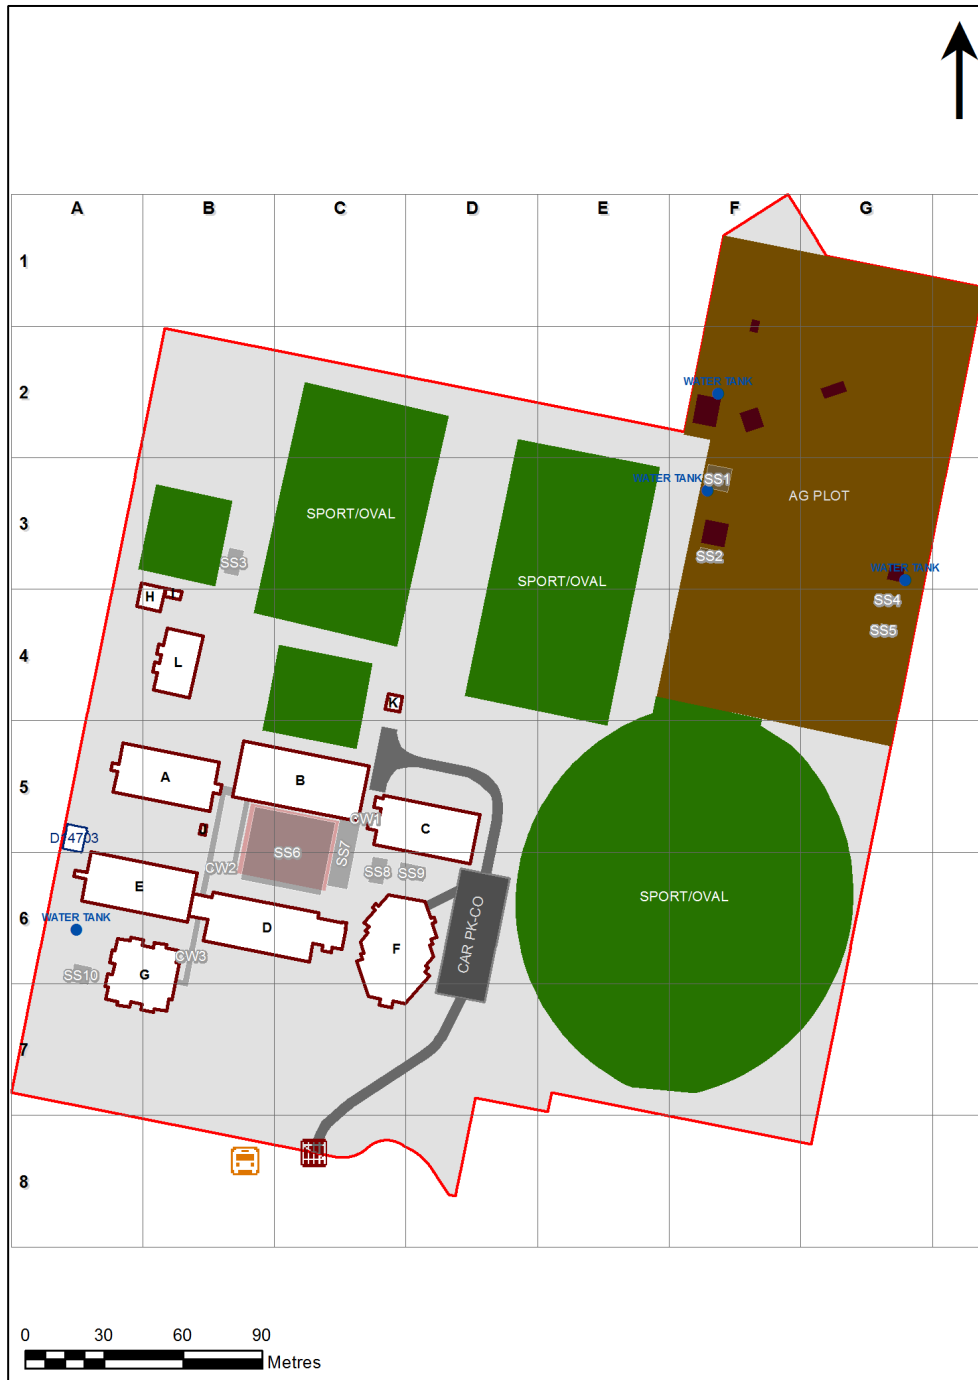 A B C D E F G
1
2
WATER TANK
WATER TANK
SS1
AG PLOT
3
SPORT/OVAL
SS2
SS3
SPORT/OVAL
WATER TANK
H
SS4
SS5
4
L
K
5
A
B
CW1
C
D/4703
SS6
SS7
CW2
SS8
SS9
E
SPORT/OVAL
6
WATER TANK
D
F
CAR PK-CO
CW3
SS10
G
7
8
0 30 60 90
Metres